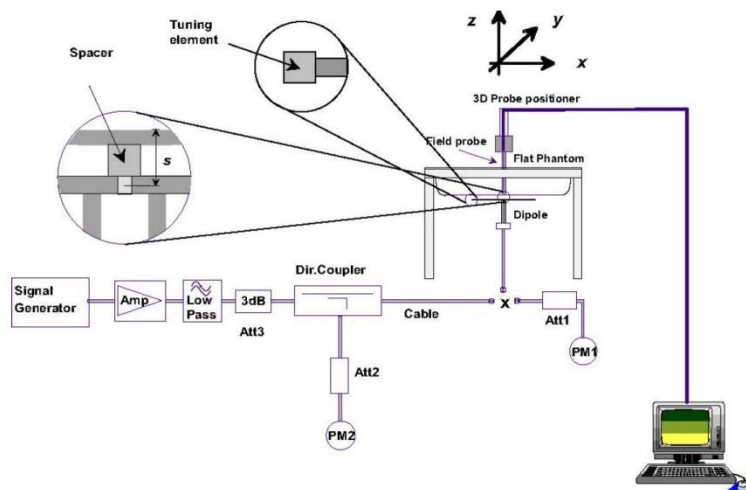 Tuning
element
Spacer
s
z
y
x
3D Probe positioner
Field probe
Flat Phantom
Dipole
Signal
Generator
Amp
Low
Pass
3dB
Att3
Dir.Coupler
Cable
x
Att1
PM1
Att2
PM2